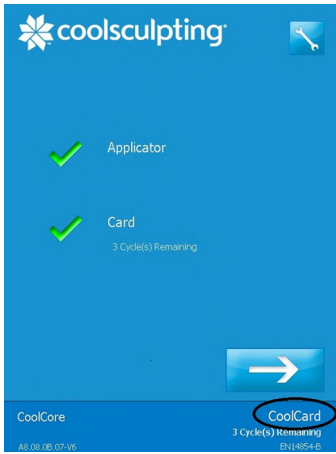 coolsculpting
Applicator
Card
3 Cycle(s) Remaining
CoolCore
CoolCard
3 Cycle(s) Remaining
A8.08.0B.07-V6
EN14854-B